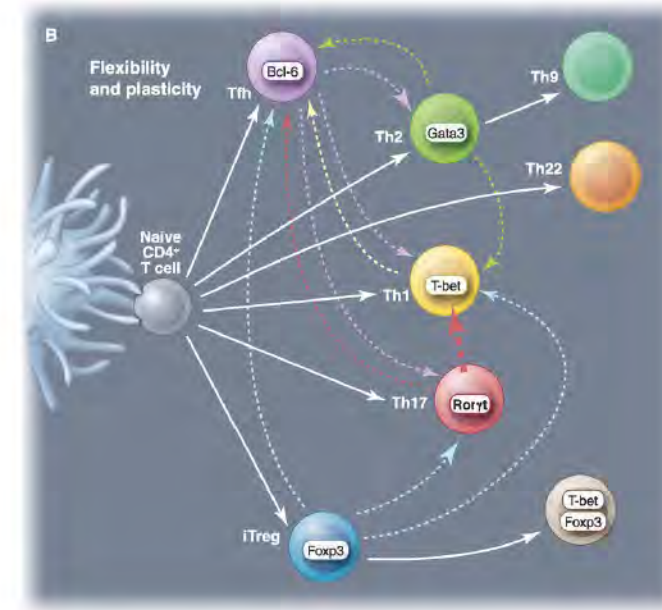 B
Flexibility
and plasticity
Bcl-6
Tfh
Th9
Th2
Gata3
Th22
Naïve
CD4⁺
T cell
T-bet
Th1
Th17
Rorγt
T-bet
Foxp3
iTreg
Foxp3